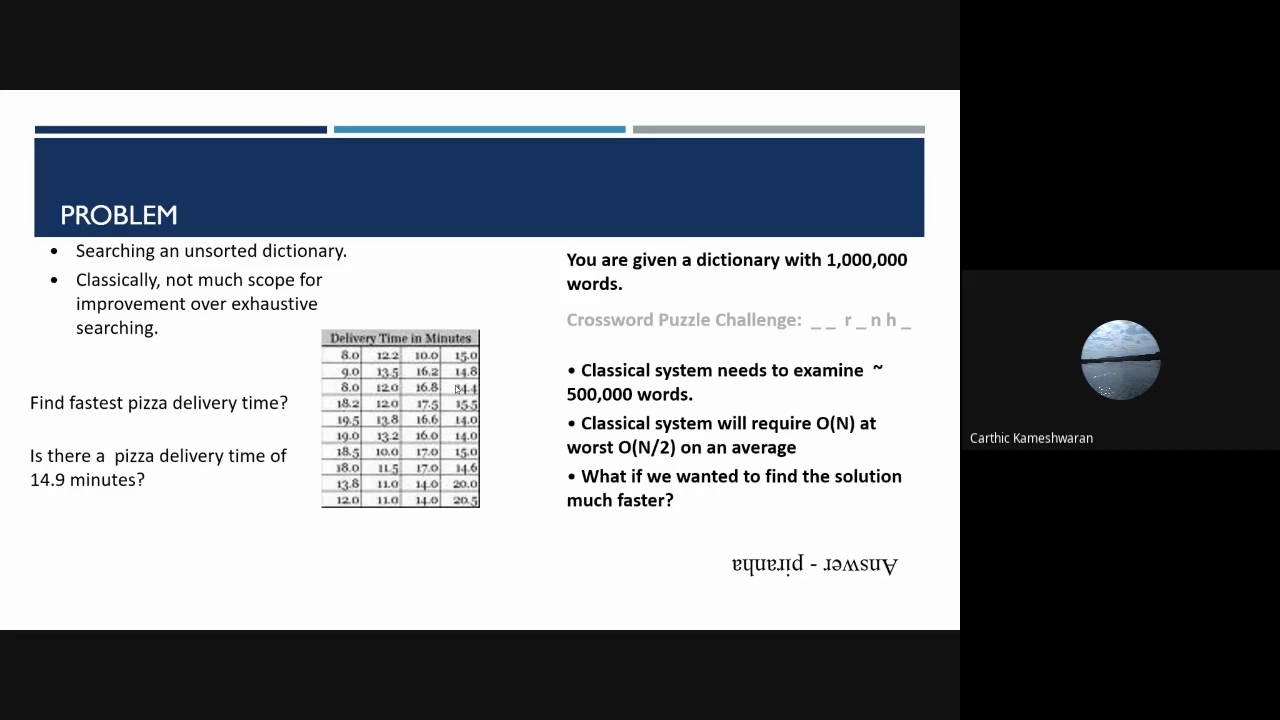 PROBLEM
• Searching an unsorted dictionary.
• Classically, not much scope for
improvement over exhaustive
searching.
Find fastest pizza delivery time?
Is there a pizza delivery time of
14.9 minutes?
Delivery Time in Minutes
8.0 12.2 10.0 15.0
9.0 13.5 16.2 14.8
8.0 12.0 16.8 14.4
18.2 12.0 17.5 15.5
19.5 13.8 16.6 14.0
19.0 13.2 16.0 14.0
18.5 10.0 17.0 15.0
18.0 11.5 17.0 14.6
13.8 11.0 14.0 20.0
12.0 11.0 14.0 20.5
You are given a dictionary with 1,000,000
words.
Crossword Puzzle Challenge: _ _ r _ n h _
• Classical system needs to examine ~
500,000 words.
• Classical system will require O(N) at
worst O(N/2) on an average
• What if we wanted to find the solution
much faster?
Answer - piranha
Carthic Kameshwaran